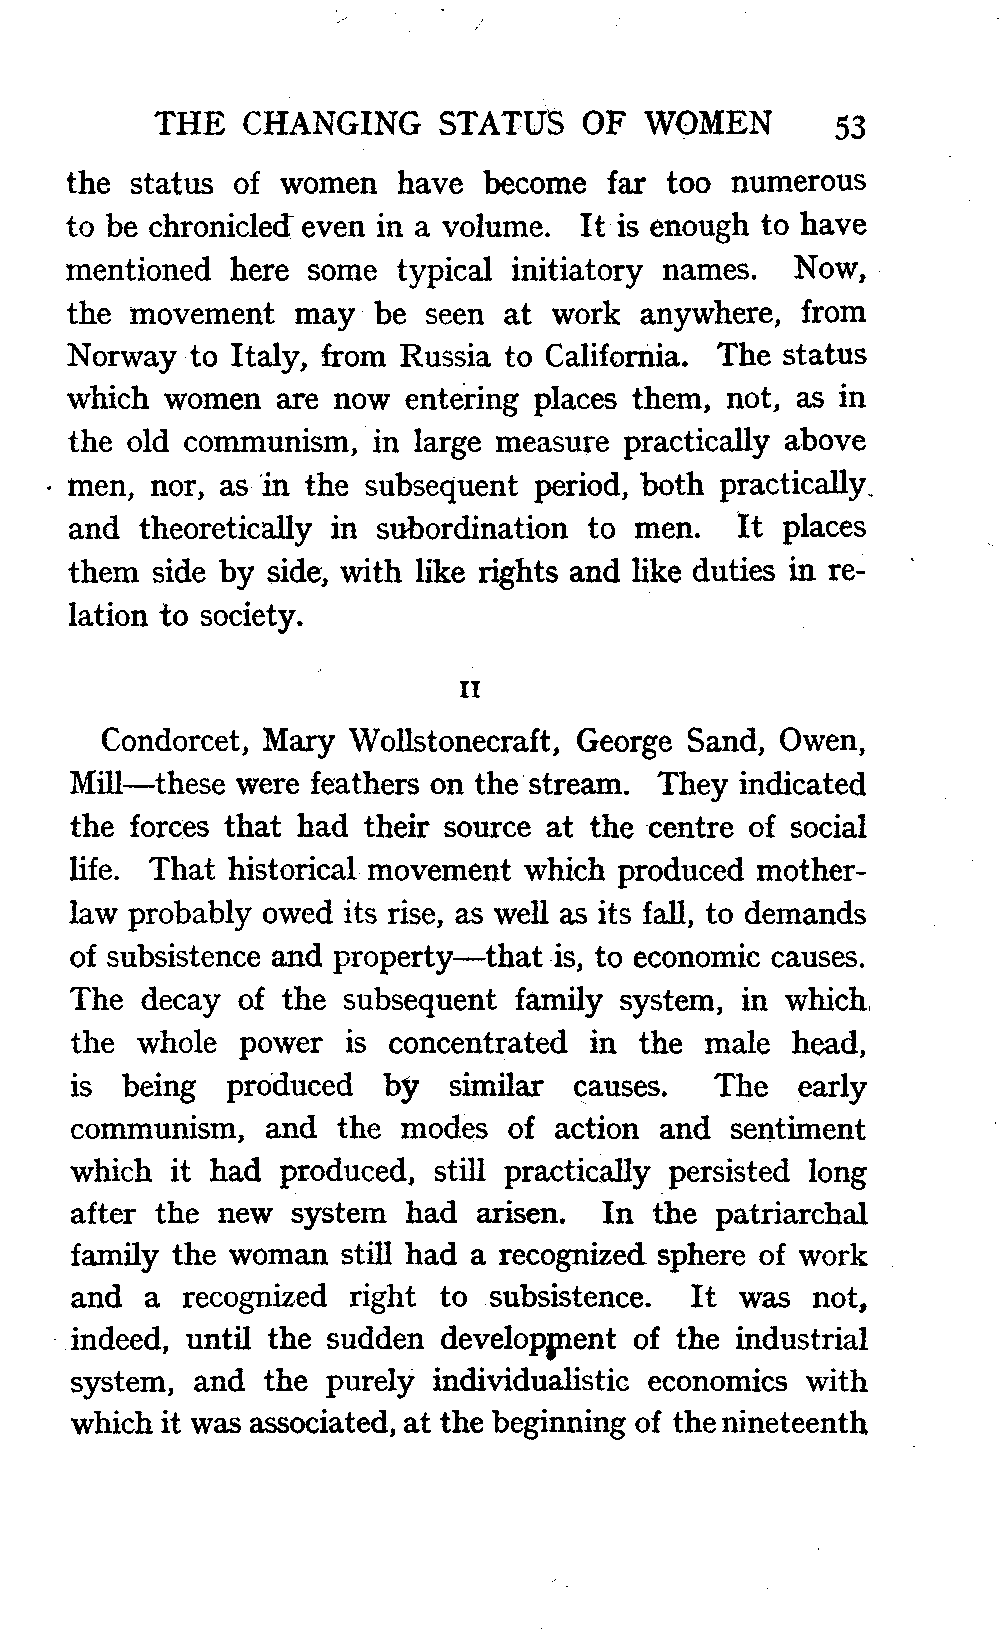 THE CHANGING STATUS OF WOMEN 53
the status of women have become far too numerous
to be chronicled even in a volume. It is enough to have
mentioned here some typical initiatory names. Now,
the movement may be seen at work anywhere, from
Norway to Italy, from Russia to California. The status
which women are now entering places them, not, as in
the old communism, in large measure practically above
men, nor, as in the subsequent period, both practically
and theoretically in subordination to men. It places
them side by side, with like rights and like duties in re-
lation to society.
II
Condorcet, Mary Wollstonecraft, George Sand, Owen,
Mill—these were feathers on the stream. They indicated
the forces that had their source at the centre of social
life. That historical movement which produced mother-
law probably owed its rise, as well as its fall, to demands
of subsistence and property—that is, to economic causes.
The decay of the subsequent family system, in which
the whole power is concentrated in the male head,
is being produced by similar causes. The early
communism, and the modes of action and sentiment
which it had produced, still practically persisted long
after the new system had arisen. In the patriarchal
family the woman still had a recognized sphere of work
and a recognized right to subsistence. It was not,
indeed, until the sudden development of the industrial
system, and the purely individualistic economics with
which it was associated, at the beginning of the nineteenth